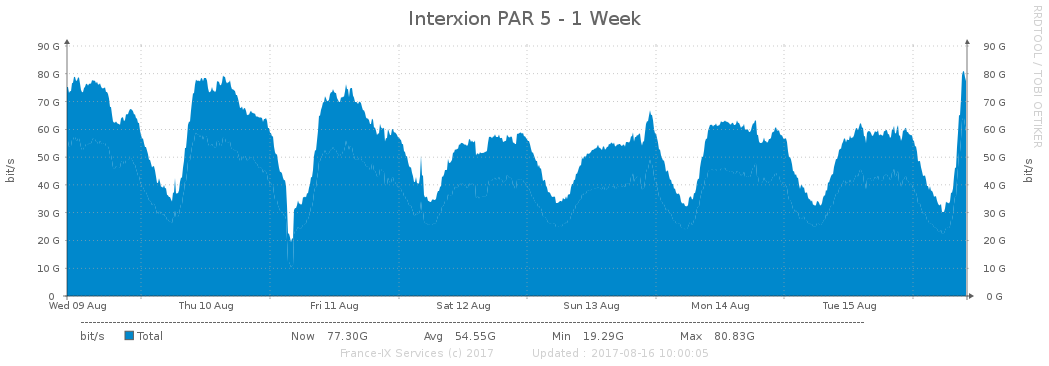 Interxion PAR 5 - 1 Week
RRDTOOL / TOBI OETIKER
90 G 90 G
80 G 80 G
70 G 70 G
60 G 60 G
50 G 50 G
40 G 40 G
30 G 30 G
20 G 20 G
10 G 10 G
0 0 G
bit/s
bit/s
Wed 09 Aug Thu 10 Aug Fri 11 Aug Sat 12 Aug Sun 13 Aug Mon 14 Aug Tue 15 Aug
bit/s Total Now 77.30G Avg 54.55G Min 19.29G Max 80.83G
France-IX Services (c) 2017 Updated : 2017-08-16 10:00:05